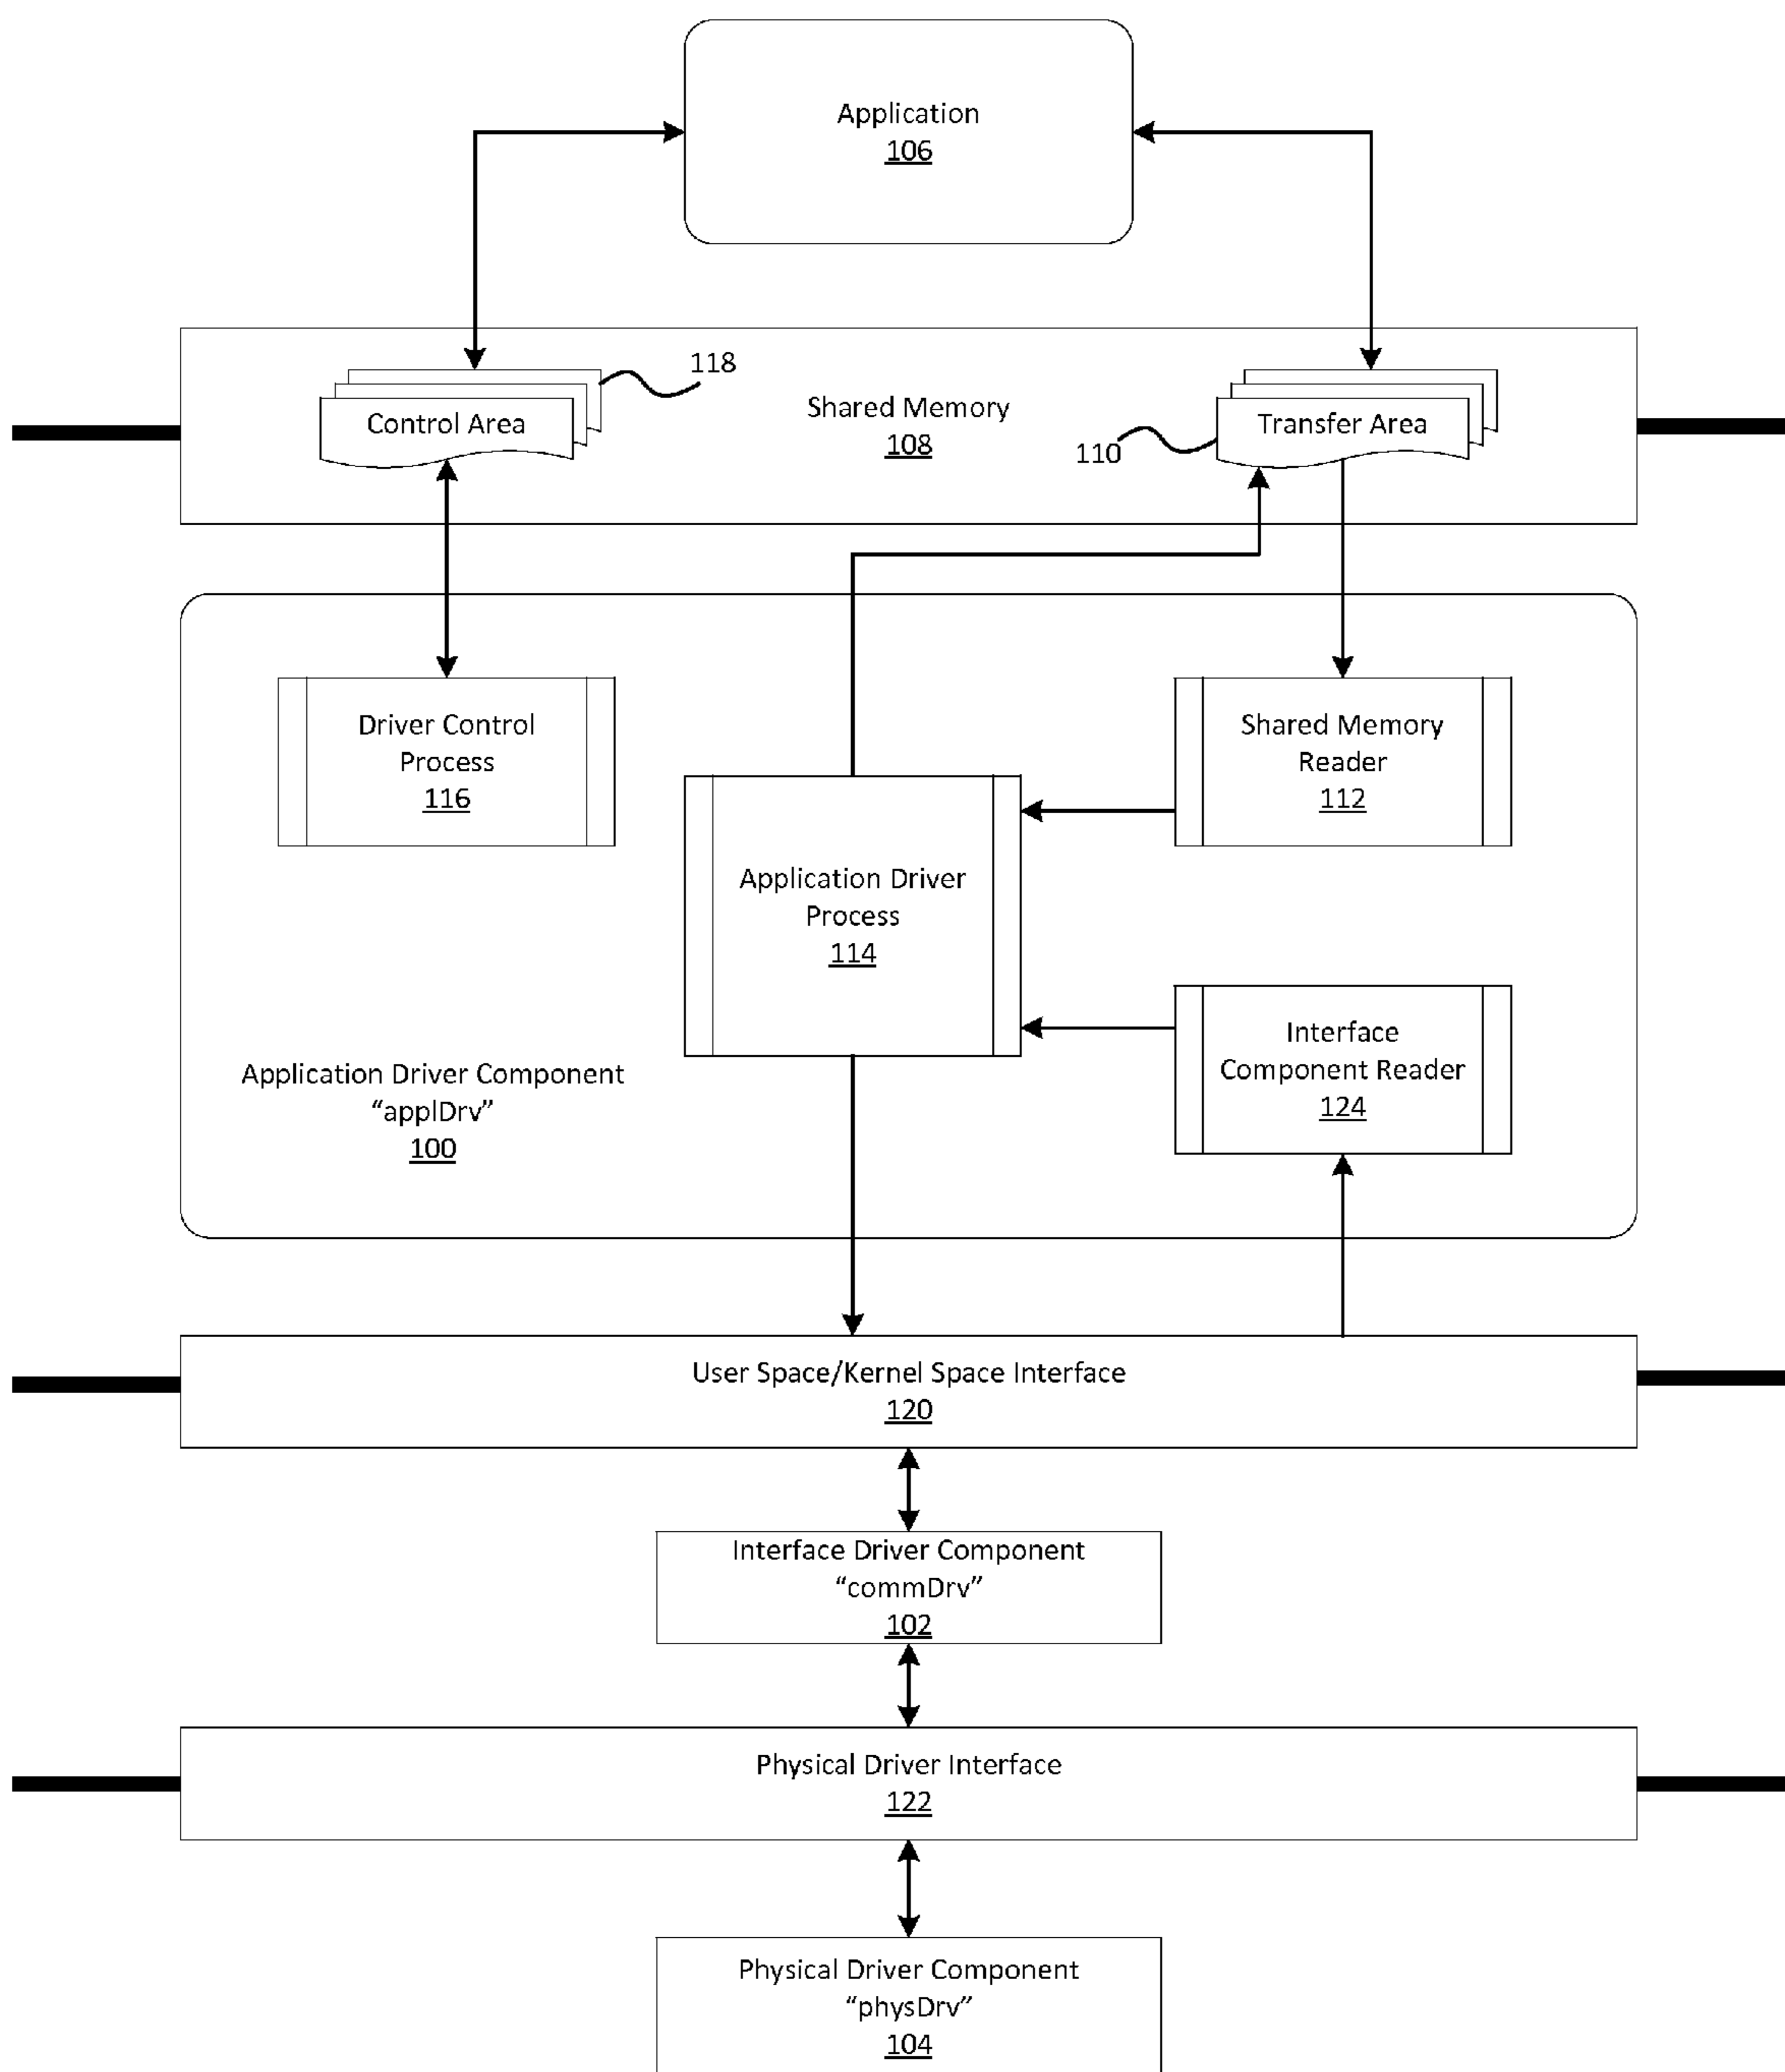 Application
106
118
Control Area
Shared Memory
108
110
Transfer Area
Driver Control
Process
116
Shared Memory
Reader
112
Application Driver
Process
114
Interface
Component Reader
124
Application Driver Component
“applDrv”
100
User Space/Kernel Space Interface
120
Interface Driver Component
“commDrv”
102
Physical Driver Interface
122
Physical Driver Component
“physDrv”
104